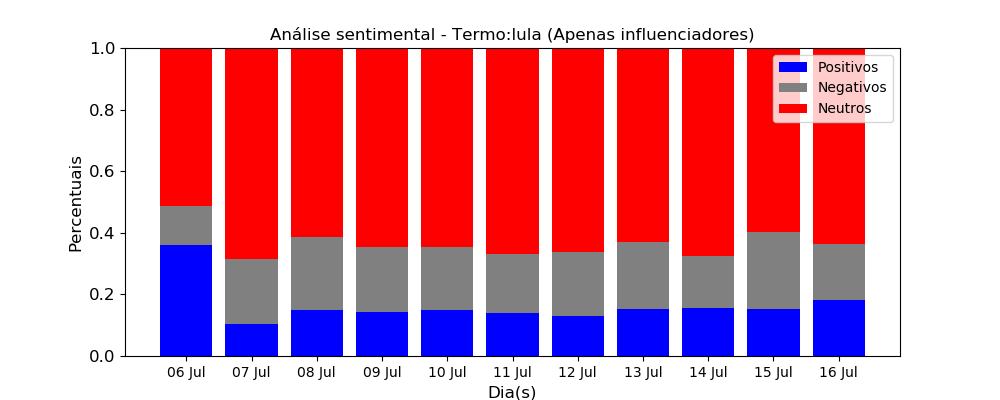 Análise sentimental - Termo:lula (Apenas influenciadores)
Percentuais
1.0
0.8
0.6
0.4
0.2
0.0
Positivos
Negativos
Neutros
06 Jul 07 Jul 08 Jul 09 Jul 10 Jul 11 Jul 12 Jul 13 Jul 14 Jul 15 Jul 16 Jul
Dia(s)